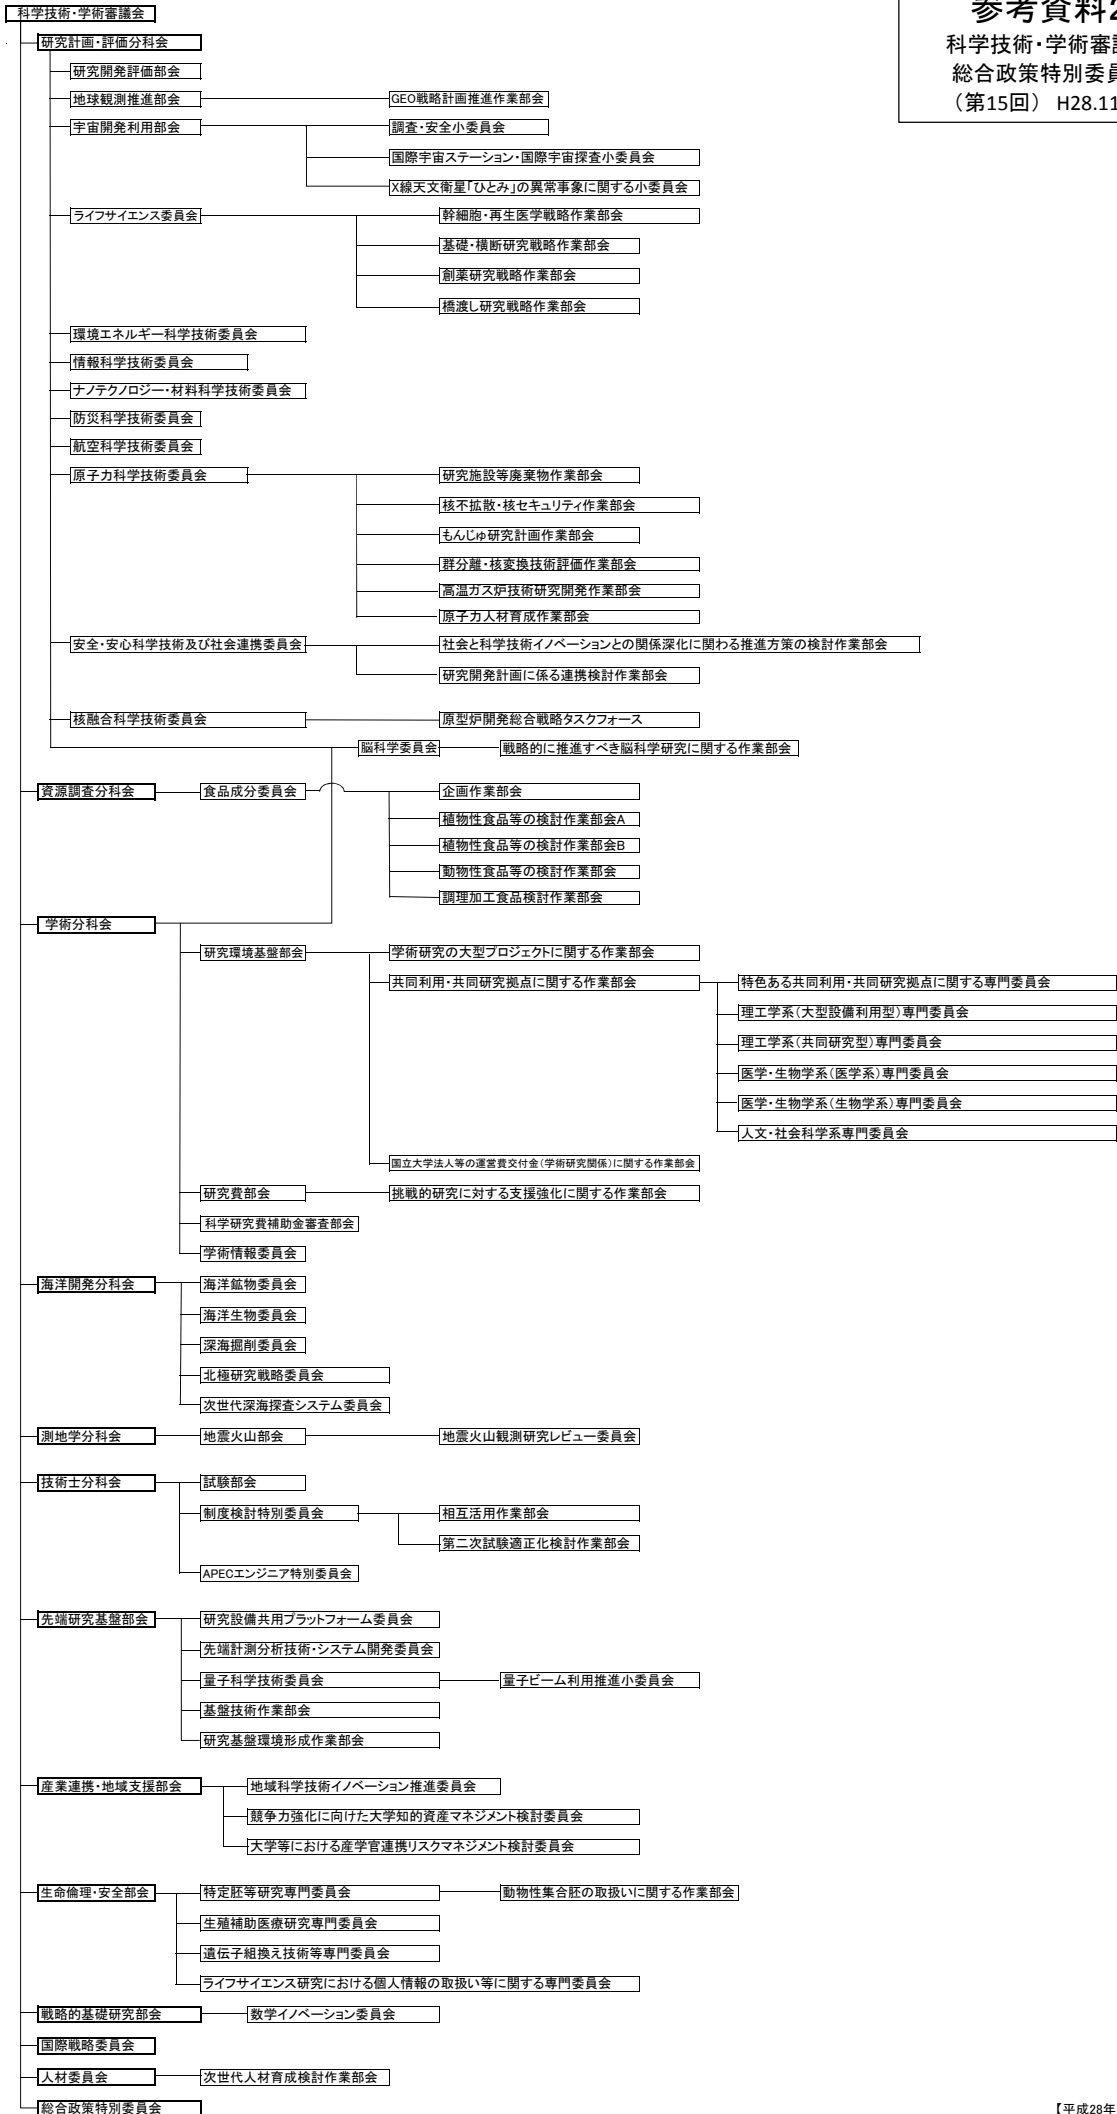 科学技術・学術審議会
参考資料2
科学技術・学術審
総合政策特別委
（第15回） H28.11
研究計画・評価分科会
研究開発評価部会
地球観測推進部会
GEO戦略計画推進作業部会
宇宙開発利用部会
調査・安全小委員会
国際宇宙ステーション・国際宇宙探査小委員会
X線天文衛星「ひとみ」の異常事象に関する小委員会
ライフサイエンス委員会
幹細胞・再生医学戦略作業部会
基礎・横断研究戦略作業部会
創薬研究戦略作業部会
橋渡し研究戦略作業部会
環境エネルギー科学技術委員会
情報科学技術委員会
ナノテクノロジー・材料科学技術委員会
防災科学技術委員会
航空科学技術委員会
原子力科学技術委員会
研究施設等廃棄物作業部会
核不拡散・核セキュリティ作業部会
もんじゅ研究計画作業部会
群分離・核変換技術評価作業部会
高温ガス炉技術研究開発作業部会
原子力人材育成作業部会
安全・安心科学技術及び社会連携委員会
社会と科学技術イノベーションとの関係深化に関わる推進方策の検討作業部会
研究開発計画に係る連携検討作業部会
核融合科学技術委員会
原型炉開発総合戦略タスクフォース
脳科学委員会
戦略的に推進すべき脳科学研究に関する作業部会
資源調査分科会
食品成分委員会
企画作業部会
植物性食品等の検討作業部会A
植物性食品等の検討作業部会B
動物性食品等の検討作業部会
調理加工食品検討作業部会
学術分科会
研究環境基盤部会
学術研究の大型プロジェクトに関する作業部会
共同利用・共同研究拠点に関する作業部会
特色ある共同利用・共同研究拠点に関する専門委員会
理工学系（大型設備利用型）専門委員会
理工学系（共同研究型）専門委員会
医学・生物学系（医学系）専門委員会
医学・生物学系（生物学系）専門委員会
人文・社会科学系専門委員会
国立大学法人等の運営費交付金（学術研究関係）に関する作業部会
研究費部会
挑戦的研究に対する支援強化に関する作業部会
科学研究費補助金審査部会
学術情報委員会
海洋開発分科会
海洋鉱物委員会
海洋生物委員会
深海掘削委員会
北極研究戦略委員会
次世代深海探査システム委員会
測地学分科会
地震火山部会
地震火山観測研究レビュー委員会
技術士分科会
試験部会
制度検討特別委員会
相互活用作業部会
第二次試験適正化検討作業部会
APECエンジニア特別委員会
先端研究基盤部会
研究設備共用プラットフォーム委員会
先端計測分析技術・システム開発委員会
量子科学技術委員会
量子ビーム利用推進小委員会
基盤技術作業部会
研究基盤環境形成作業部会
産業連携・地域支援部会
地域科学技術イノベーション推進委員会
競争力強化に向けた大学知的資産マネジメント検討委員会
大学等における産学官連携リスクマネジメント検討委員会
生命倫理・安全部会
特定胚等研究専門委員会
動物性集合胚の取扱いに関する作業部会
生殖補助医療研究専門委員会
遺伝子組換え技術等専門委員会
ライフサイエンス研究における個人情報の取扱い等に関する専門委員会
戦略的基礎研究部会
数学イノベーション委員会
国際戦略委員会
人材委員会
次世代人材育成検討作業部会
総合政策特別委員会
【平成28年